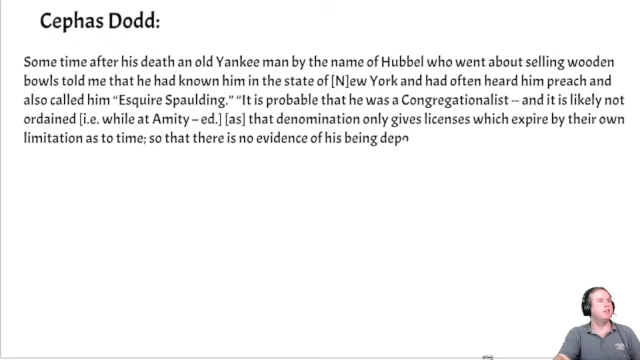 Cephas Dodd:
Some time after his death an old Yankee man by the name of Hubbel who went about selling wooden
bowls told me that he had known him in the state of [N]ew York and had often heard him preach and
also called him “Esquire Spaulding.” “It is probable that he was a Congregationalist -- and it is likely not
ordained [i.e. while at Amity – ed.] [as] that denomination only gives licenses which expire by their own
limitation as to time; so that there is no evidence of his being depo